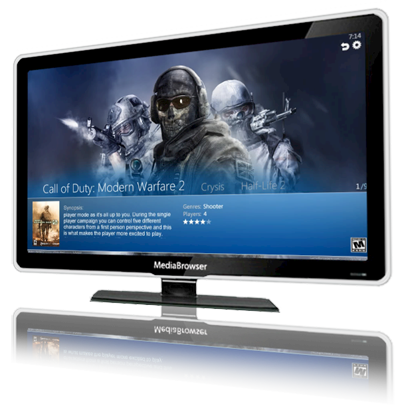 7:14
Call of Duty: Modern Warfare 2 Crysis Half-Life 2
1/9
Synopsis
player mode as it's all up to you. During the single
player campaign you can control five different
characters from a first person perspective and this
is what makes the player more excited to play.
Genres: Shooter
Players: 4
M
MediaBrowser
MediaBrowser